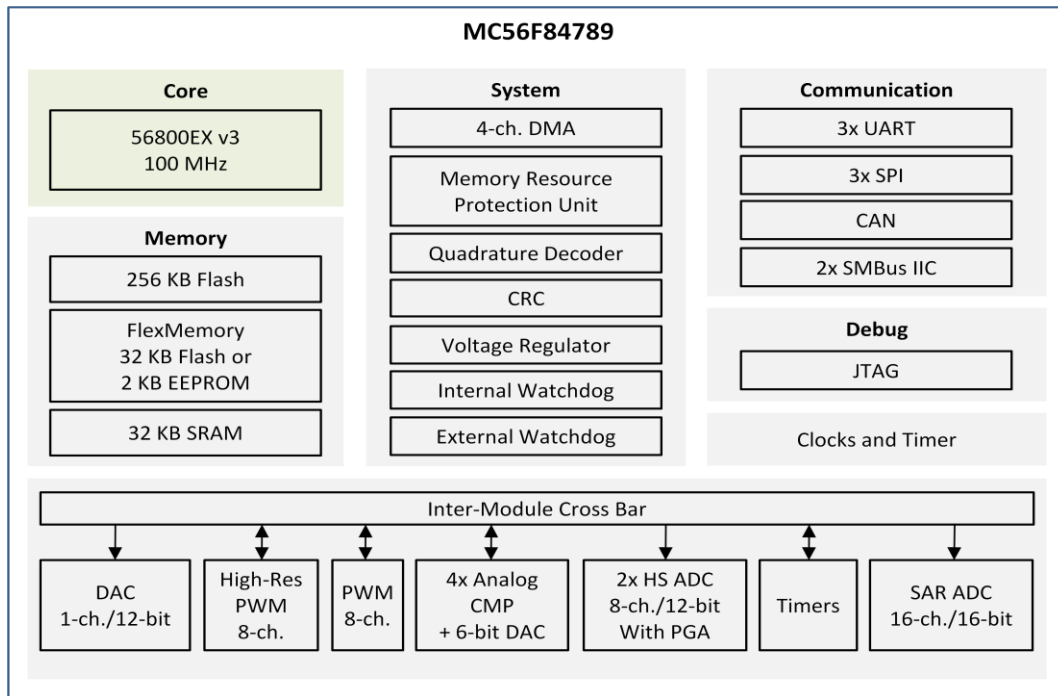 MC56F84789
Core
56800EX v3
100 MHz
Memory
256 KB Flash
FlexMemory
32 KB Flash or
2 KB EEPROM
32 KB SRAM
System
4-ch. DMA
Memory Resource
Protection Unit
Quadrature Decoder
CRC
Voltage Regulator
Internal Watchdog
External Watchdog
Communication
3x UART
3x SPI
CAN
2x SMBus IIC
Debug
JTAG
Clocks and Timer
Inter-Module Cross Bar
DAC
1-ch./12-bit
High-Res
PWM
8-ch.
PWM
8-ch.
4x Analog
CMP
+ 6-bit DAC
2x HS ADC
8-ch./12-bit
With PGA
Timers
SAR ADC
16-ch./16-bit